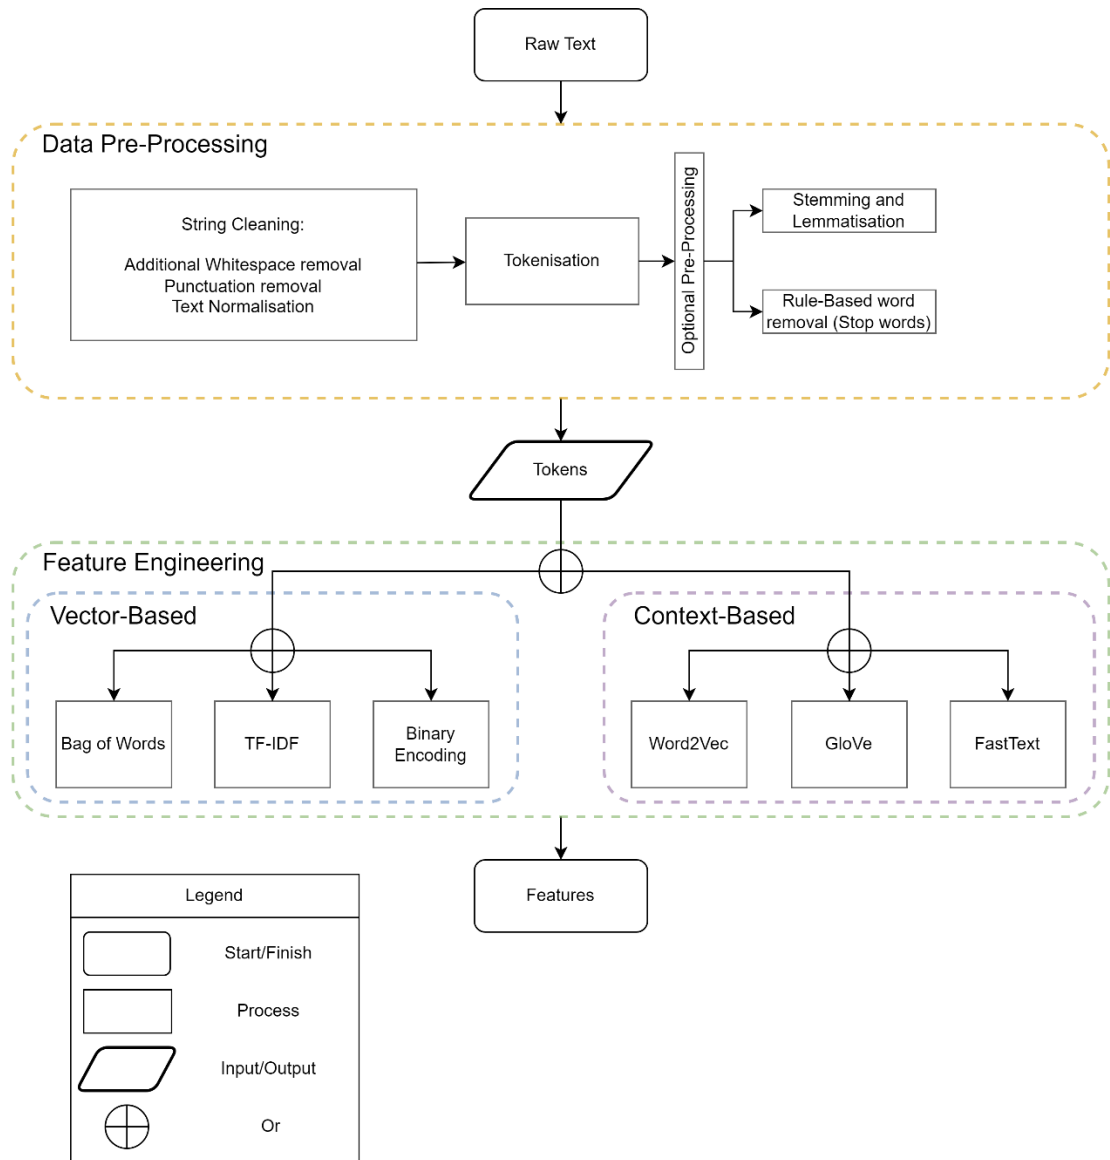 Raw Text
Data Pre-Processing
String Cleaning:
Additional Whitespace removal
Punctuation removal
Text Normalisation
Tokenisation
Optional Pre-Processing
Stemming and
Lemmatisation
Rule-Based word
removal (Stop words)
Tokens
Feature Engineering
Vector-Based
Bag of Words
TF-IDF
Binary
Encoding
Context-Based
Word2Vec
GloVe
FastText
Features
Legend
Start/Finish
Process
Input/Output
Or